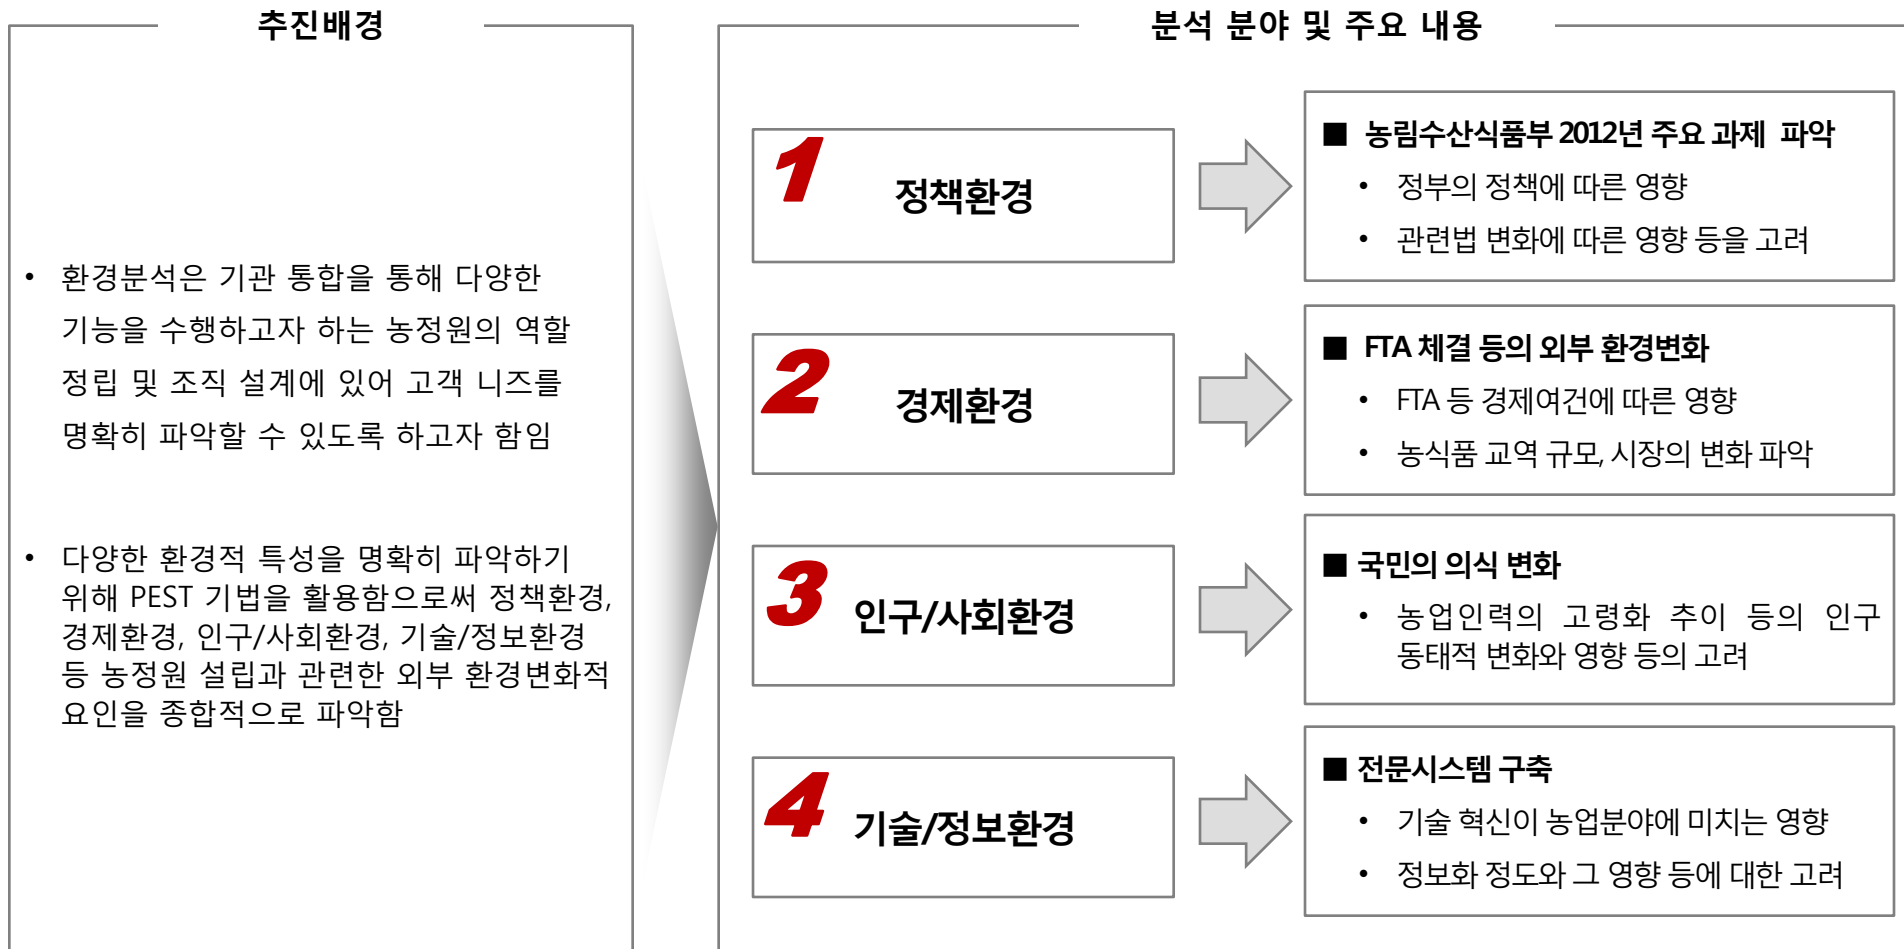 추진배경
• 환경분석은 기관 통합을 통해 다양한
기능을 수행하고자 하는 농정원의 역할
정립 및 조직 설계에 있어 고객 니즈를
명확히 파악할 수 있도록 하고자 함임
• 다양한 환경적 특성을 명확히 파악하기
위해 PEST 기법을 활용함으로써 정책환경,
경제환경, 인구/사회환경, 기술/정보환경
등 농정원 설립과 관련한 외부 환경변화적
요인을 종합적으로 파악함
분석 분야 및 주요 내용
1 정책환경
■ 농림수산식품부 2012년 주요 과제 파악
• 정부의 정책에 따른 영향
• 관련법 변화에 따른 영향 등을 고려
2 경제환경
■ FTA 체결 등의 외부 환경변화
• FTA 등 경제여건에 따른 영향
• 농식품 교역 규모, 시장의 변화 파악
3 인구/사회환경
■ 국민의 의식 변화
• 농업인력의 고령화 추이 등의 인구
동태적 변화와 영향 등의 고려
4 기술/정보환경
■ 전문시스템 구축
• 기술 혁신이 농업분야에 미치는 영향
• 정보화 정도와 그 영향 등에 대한 고려